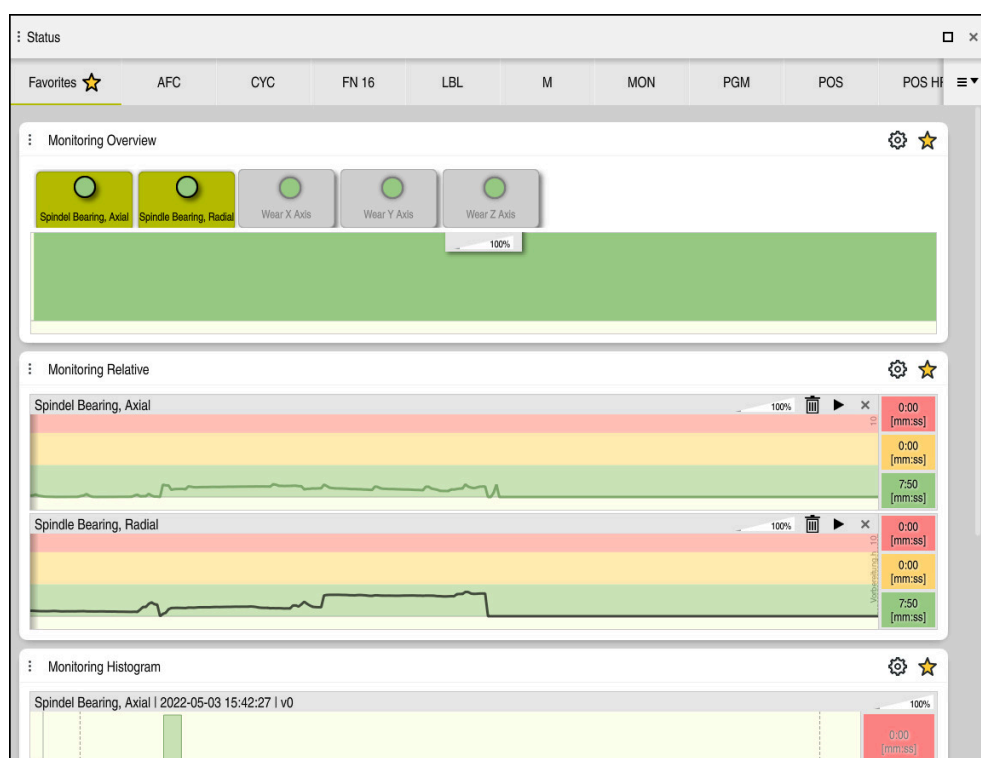 Status
Favorites AFC CYC FN 16 LBL M MON PGM POS
Monitoring Overview
Spindel Bearing, Axial Spindle Bearing, Radial Wear X Axis Wear Y Axis Wear Z Axis
100%
Monitoring Relative
Spindel Bearing, Axial 100%
10
0:00
[mm:ss]
0:00
[mm:ss]
7:50
[mm:ss]
Spindle Bearing, Radial 100%
Vorbereitung.h 10
0:00
[mm:ss]
0:00
[mm:ss]
7:50
[mm:ss]
Monitoring Histogram
Spindel Bearing, Axial | 2022-05-03 15:42:27 | v0 100%
0:00
[mm:ss]